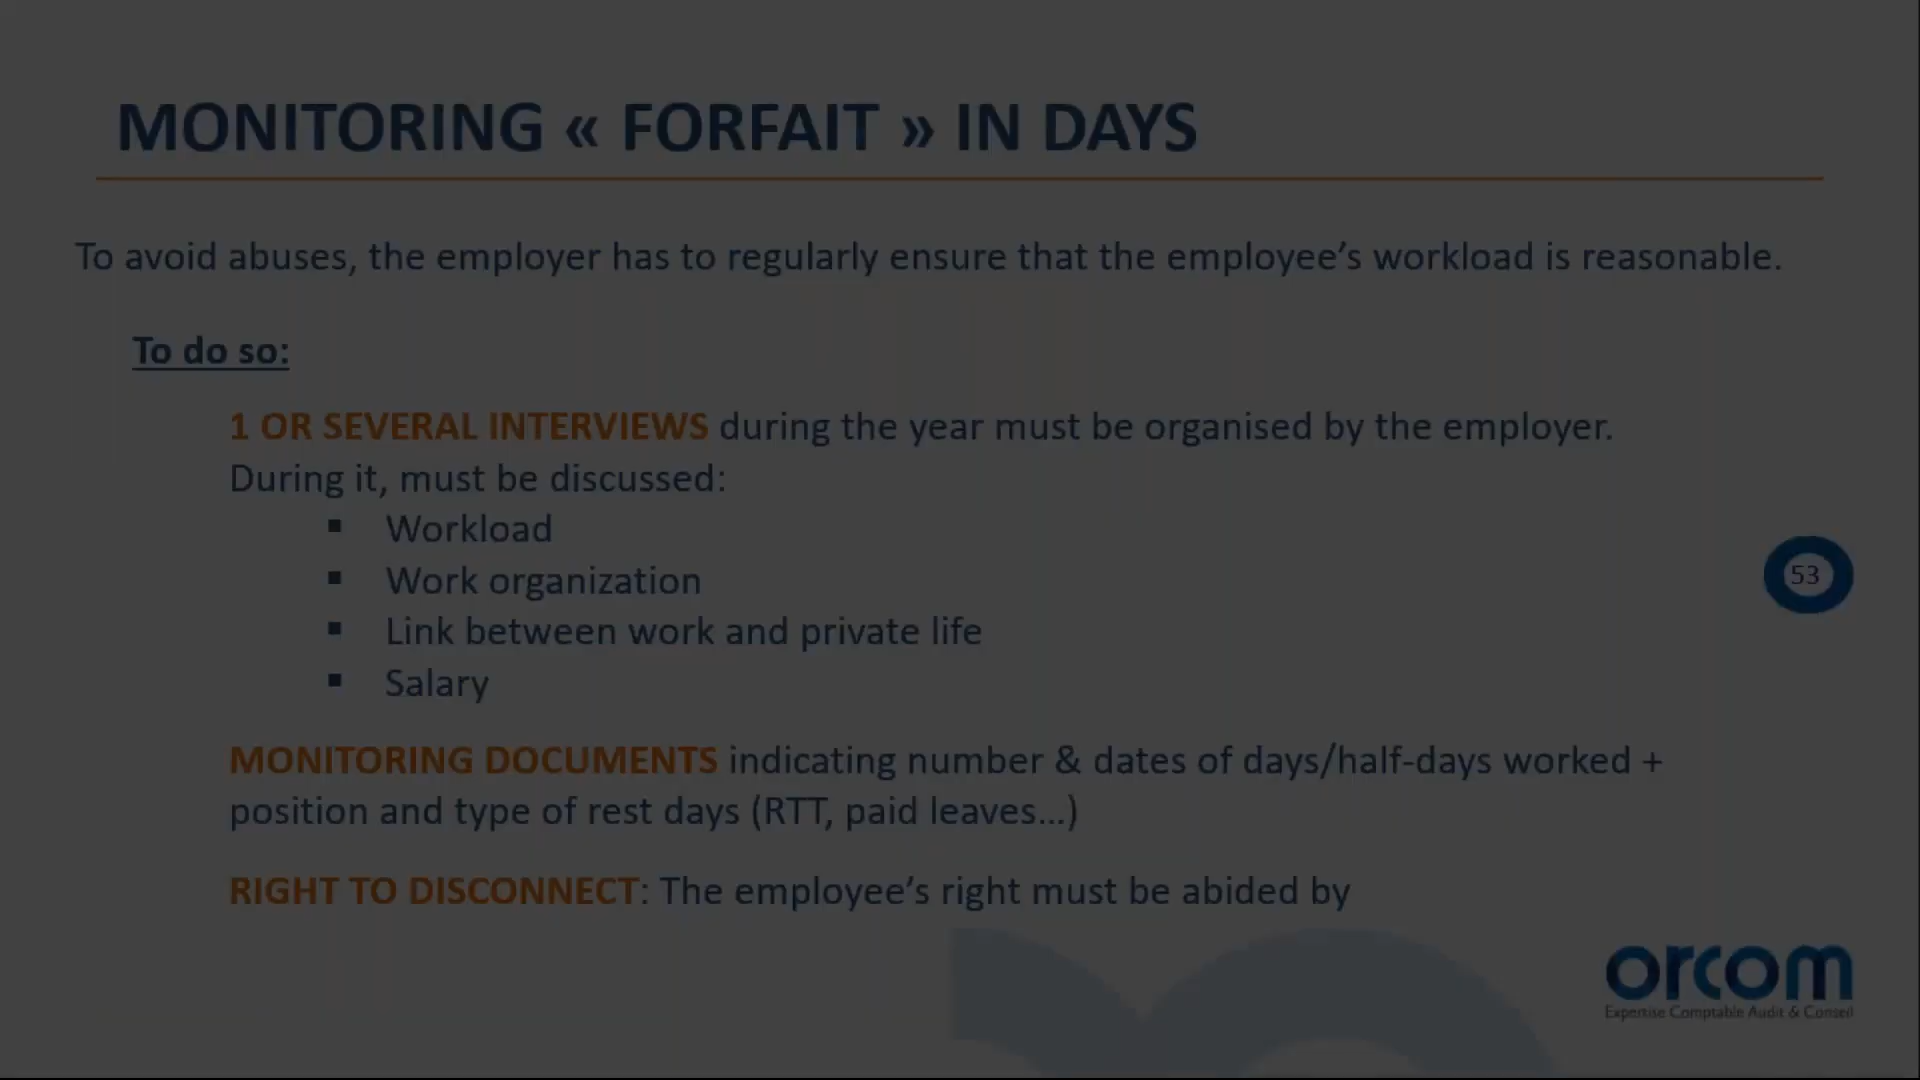 MONITORING « FORFAIT » IN DAYS
To avoid abuses, the employer has to regularly ensure that the employee’s workload is reasonable.
To do so:
1 OR SEVERAL INTERVIEWS during the year must be organised by the employer.
During it, must be discussed:
▪ Workload
▪ Work organization
▪ Link between work and private life
▪ Salary
53
MONITORING DOCUMENTS indicating number & dates of days/half-days worked +
position and type of rest days (RTT, paid leaves…)
RIGHT TO DISCONNECT: The employee’s right must be abided by
orcom
Expertise Comptable Audit & Conseil